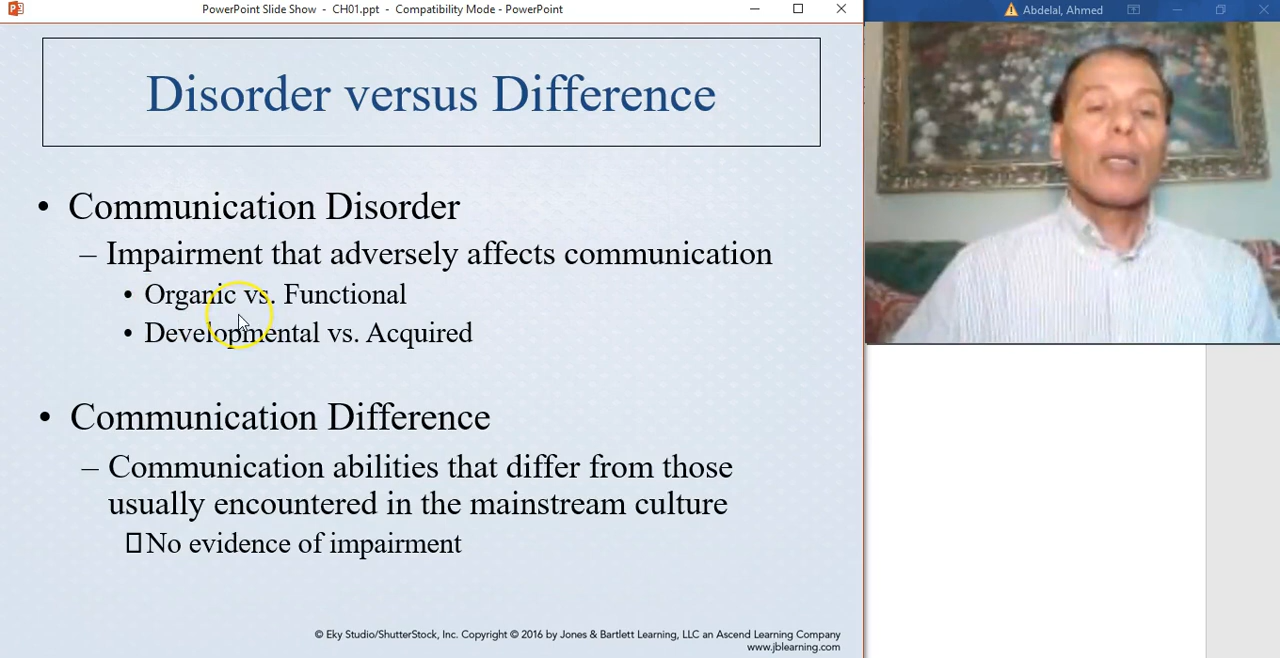 PowerPoint Slide Show - CH01.ppt - Compatibility Mode - PowerPoint
Abdelal, Ahmed
Disorder versus Difference
• Communication Disorder
– Impairment that adversely affects communication
• Organic vs. Functional
• Developmental vs. Acquired
• Communication Difference
– Communication abilities that differ from those
usually encountered in the mainstream culture
No evidence of impairment
© Eky Studio/ShutterStock, Inc. Copyright © 2016 by Jones & Bartlett Learning, LLC an Ascend Learning Company
www.jblearning.com